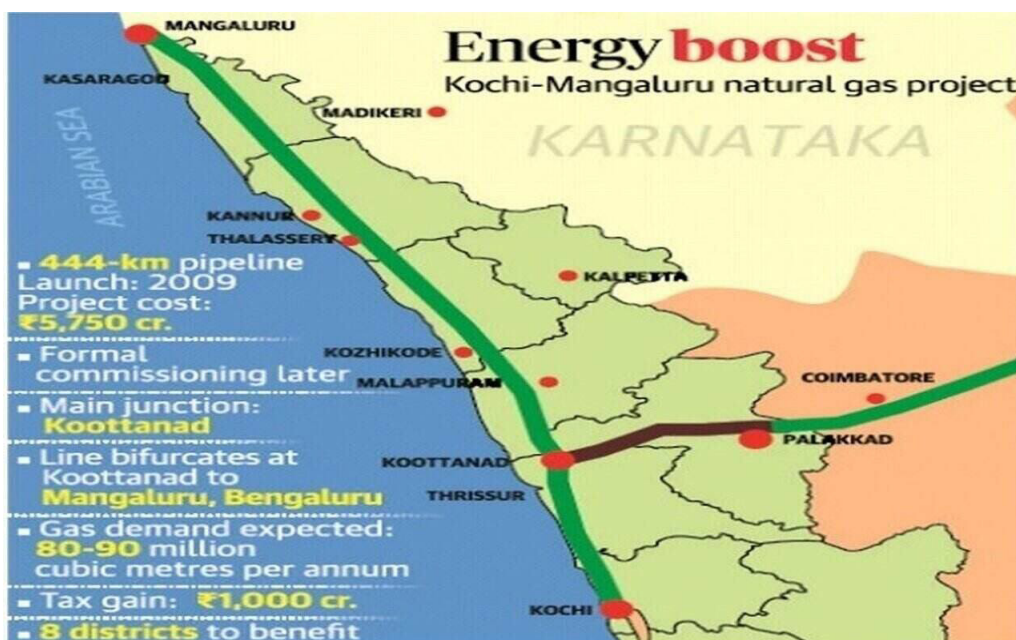 MANGALURU
Energy boost
Kochi-Mangaluru natural gas project
KASARAGOD
MADIKERI
KARNATAKA
ARABIAN SEA
KANNUR
THALASSERY
KALPETTA
▪ 444-km pipeline
Launch: 2009
Project cost:
₹5,750 cr.
▪ Formal
commissioning later
▪ Main junction:
Koottanad
▪ Line bifurcates at
Koottanad to
Mangaluru, Bengaluru
▪ Gas demand expected:
80-90 million
cubic metres per annum
▪ Tax gain: ₹1,000 cr.
▪ 8 districts to benefit
KOZHIKODE
MALAPPURAM
COIMBATORE
PALAKKAD
KOOTTANAD
THRISSUR
KOCHI